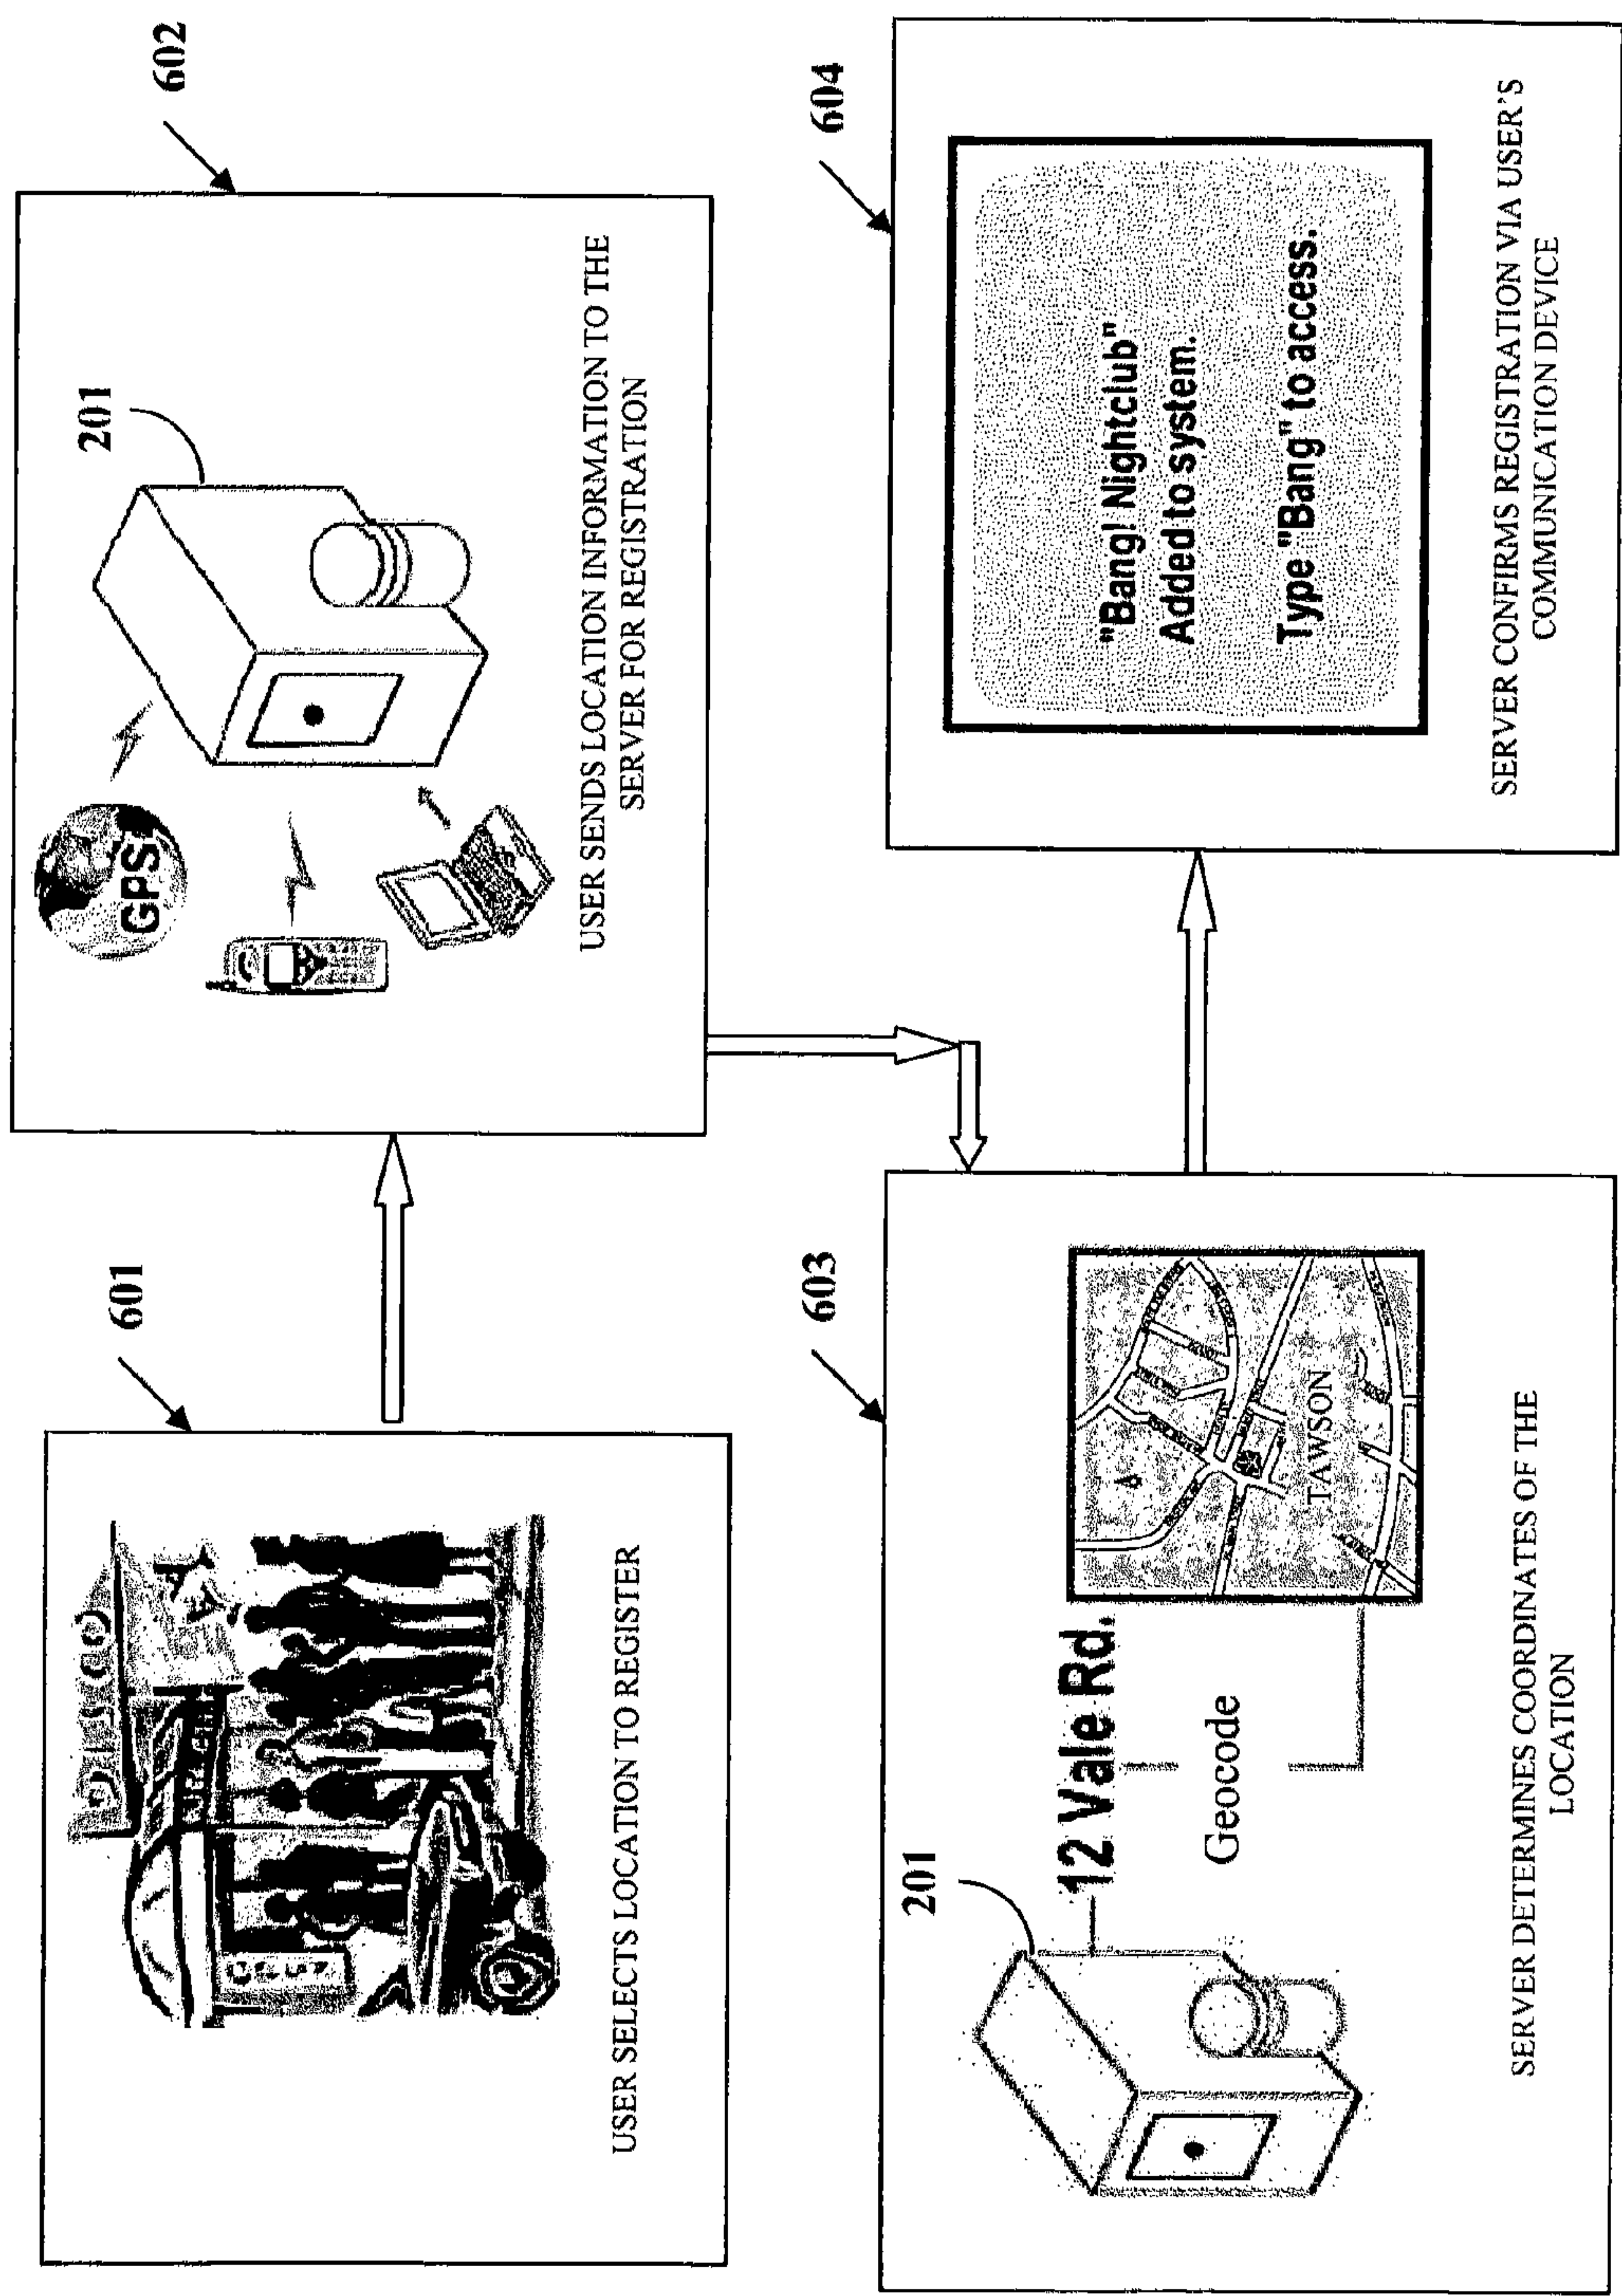 601
DISCO
USER SELECTS LOCATION TO REGISTER
602
201
GPS
USER SENDS LOCATION INFORMATION TO THE
SERVER FOR REGISTRATION
603
201
12 Vale Rd.
Geocode
TAWSON
SERVER DETERMINES COORDINATES OF THE
LOCATION
604
"Bang! Nightclub"
Added to system.
Type "Bang" to access.
SERVER CONFIRMS REGISTRATION VIA USER'S
COMMUNICATION DEVICE